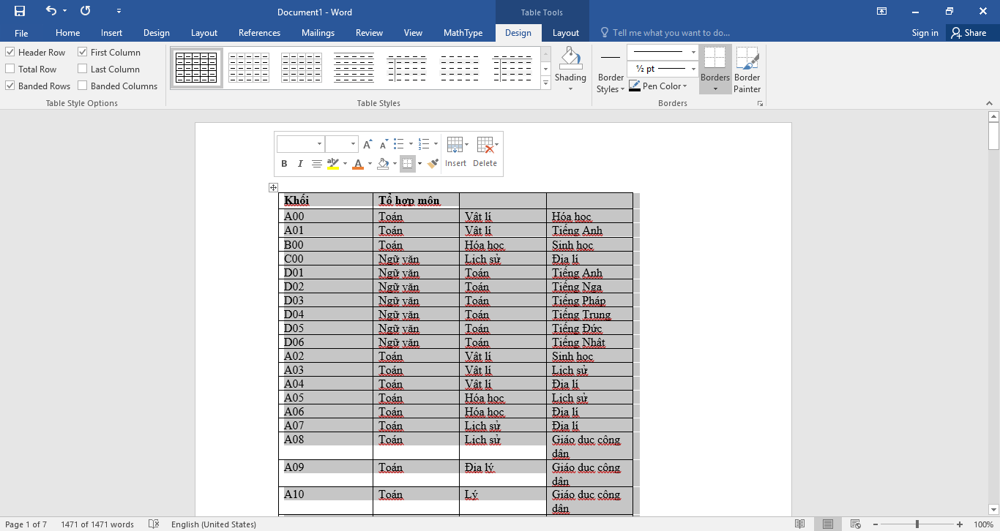 Document1 - Word
Table Tools
File Home Insert Design Layout References Mailings Review View MathType Design Layout Tell me what you want to do... Sign in Share
Header Row First Column
Total Row Last Column
Banded Rows Banded Columns
Table Style Options
Table Styles
Shading
Border Styles
½ pt
Pen Color
Borders
Border Painter
Borders
B I Insert Delete
Khối Tổ hợp môn
A00 Toán Vật lí Hóa học
A01 Toán Vật lí Tiếng Anh
B00 Toán Hóa học Sinh học
C00 Ngữ văn Lịch sử Địa lí
D01 Ngữ văn Toán Tiếng Anh
D02 Ngữ văn Toán Tiếng Nga
D03 Ngữ văn Toán Tiếng Pháp
D04 Ngữ văn Toán Tiếng Trung
D05 Ngữ văn Toán Tiếng Đức
D06 Ngữ văn Toán Tiếng Nhật
A02 Toán Vật lí Sinh học
A03 Toán Vật lí Lịch sử
A04 Toán Vật lí Địa lí
A05 Toán Hóa học Lịch sử
A06 Toán Hóa học Địa lí
A07 Toán Lịch sử Địa lí
A08 Toán Lịch sử Giáo dục công
dân
A09 Toán Địa lý Giáo dục công
dân
A10 Toán Lý Giáo dục công
dân
Page 1 of 7 1471 of 1471 words English (United States) 100%